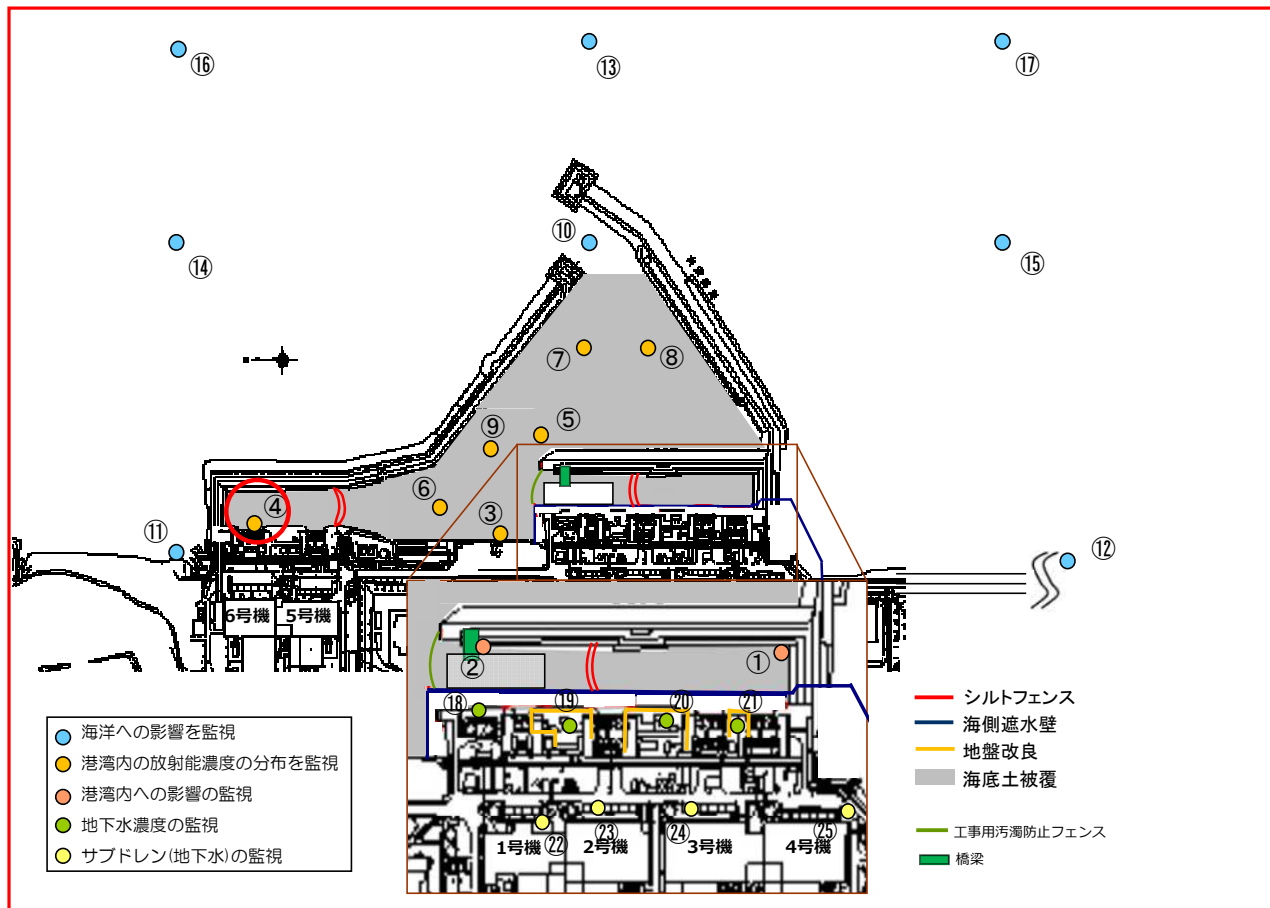 ⑯
⑬
⑰
⑭
⑩
⑮
⑦
⑧
⑤
⑨
⑥
④
③
⑪
⑫
6号機
5号機
①
②
⑱
⑲
⑳
㉑
1号機
㉒
2号機
㉓
3号機
㉔
4号機
㉕
海洋への影響を監視
港湾内の放射能濃度の分布を監視
港湾内への影響の監視
地下水濃度の監視
サブドレン(地下水)の監視
シルトフェンス
海側遮水壁
地盤改良
海底土被覆
工事用汚濁防止フェンス
橋梁